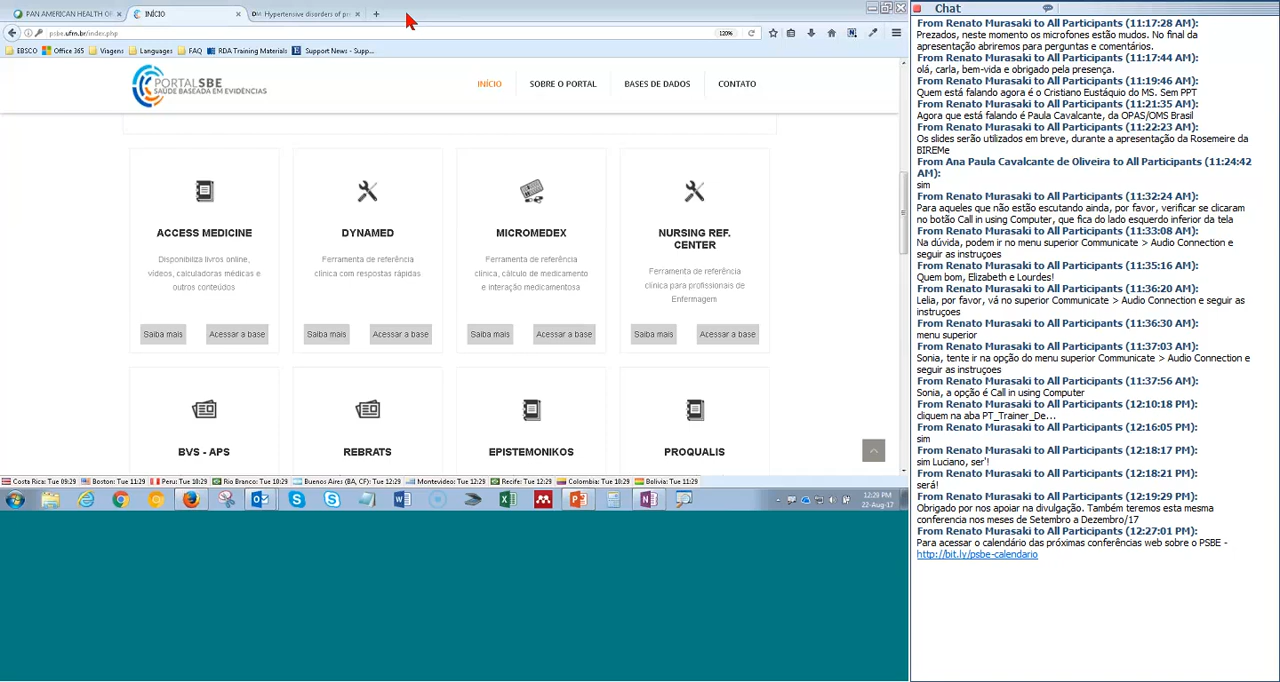 PAN AMERICAN HEALTH O
INÍCIO
Hypertensive disorders of pr
psbe.ufrn.br/index.php
120%
EBSCO
Office 365
Viagens
Languages
FAQ
RDA Training Materials
Support News - Supp...
PORTALSBE
SAÚDE BASEADA EM EVIDÊNCIAS
INÍCIO
SOBRE O PORTAL
BASES DE DADOS
CONTATO
ACCESS MEDICINE
Disponibiliza livros online,
vídeos, calculadoras médicas e
outros conteúdos
Saiba mais
Acessar a base
DYNAMED
Ferramenta de referência
clínica com respostas rápidas
Saiba mais
Acessar a base
MICROMEDEX
Ferramenta de referência
clínica, cálculo de medicamento
e interação medicamentosa
Saiba mais
Acessar a base
NURSING REF.
CENTER
Ferramenta de referência
clínica para profissionais de
Enfermagem
Saiba mais
Acessar a base
BVS - APS
REBRATS
EPISTEMONIKOS
PROQUALIS
Costa Rica: Tue 09:29
Boston: Tue 11:29
Peru: Tue 10:29
Rio Branco: Tue 10:29
Buenos Aires (BA, CF): Tue 12:29
Montevideo: Tue 12:29
Recife: Tue 12:29
Colombia: Tue 10:29
Bolivia: Tue 11:29
12:29 PM
22-Aug-17
Chat
From Renato Murasaki to All Participants (11:17:28 AM):
Prezados, neste momento os microfones estão mudos. No final da
apresentação abriremos para perguntas e comentários.
From Renato Murasaki to All Participants (11:17:44 AM):
olá, carla, bem-vida e obrigado pela presença.
From Renato Murasaki to All Participants (11:19:46 AM):
Quem está falando agora é o Cristiano Eustáquio do MS. Sem PPT
From Renato Murasaki to All Participants (11:21:35 AM):
Agora que está falando é Paula Cavalcante, da OPAS/OMS Brasil
From Renato Murasaki to All Participants (11:22:23 AM):
Os slides serão utilizados em breve, durante a apresentação da Rosemeire da
BIREMe
From Ana Paula Cavalcante de Oliveira to All Participants (11:24:42
AM):
sim
From Renato Murasaki to All Participants (11:32:24 AM):
Para aqueles que não estão escutando ainda, por favor, verificar se clicaram
no botão Call in using Computer, que fica do lado esquerdo inferior da tela
From Renato Murasaki to All Participants (11:33:08 AM):
Na dúvida, podem ir no menu superior Communicate > Audio Connection e
seguir as instruçoes
From Renato Murasaki to All Participants (11:35:16 AM):
Quem bom, Elizabeth e Lourdes!
From Renato Murasaki to All Participants (11:36:20 AM):
Lelia, por favor, vá no superior Communicate > Audio Connection e seguir as
instruçoes
From Renato Murasaki to All Participants (11:36:30 AM):
menu superior
From Renato Murasaki to All Participants (11:37:03 AM):
Sonia, tente ir na opção do menu superior Communicate > Audio Connection e
seguir as instruçoes
From Renato Murasaki to All Participants (11:37:56 AM):
Sonia, a opção é Call in using Computer
From Renato Murasaki to All Participants (12:10:18 PM):
cliquem na aba PT_Trainer_De...
From Renato Murasaki to All Participants (12:16:05 PM):
sim
From Renato Murasaki to All Participants (12:18:17 PM):
sim Luciano, ser'!
From Renato Murasaki to All Participants (12:18:21 PM):
será!
From Renato Murasaki to All Participants (12:19:29 PM):
Obrigado por nos apoiar na divulgação. Também teremos esta mesma
conferencia nos meses de Setembro a Dezembro/17
From Renato Murasaki to All Participants (12:27:01 PM):
Para acessar o calendário das próximas conferências web sobre o PSBE -
http://bit.ly/psbe-calendario